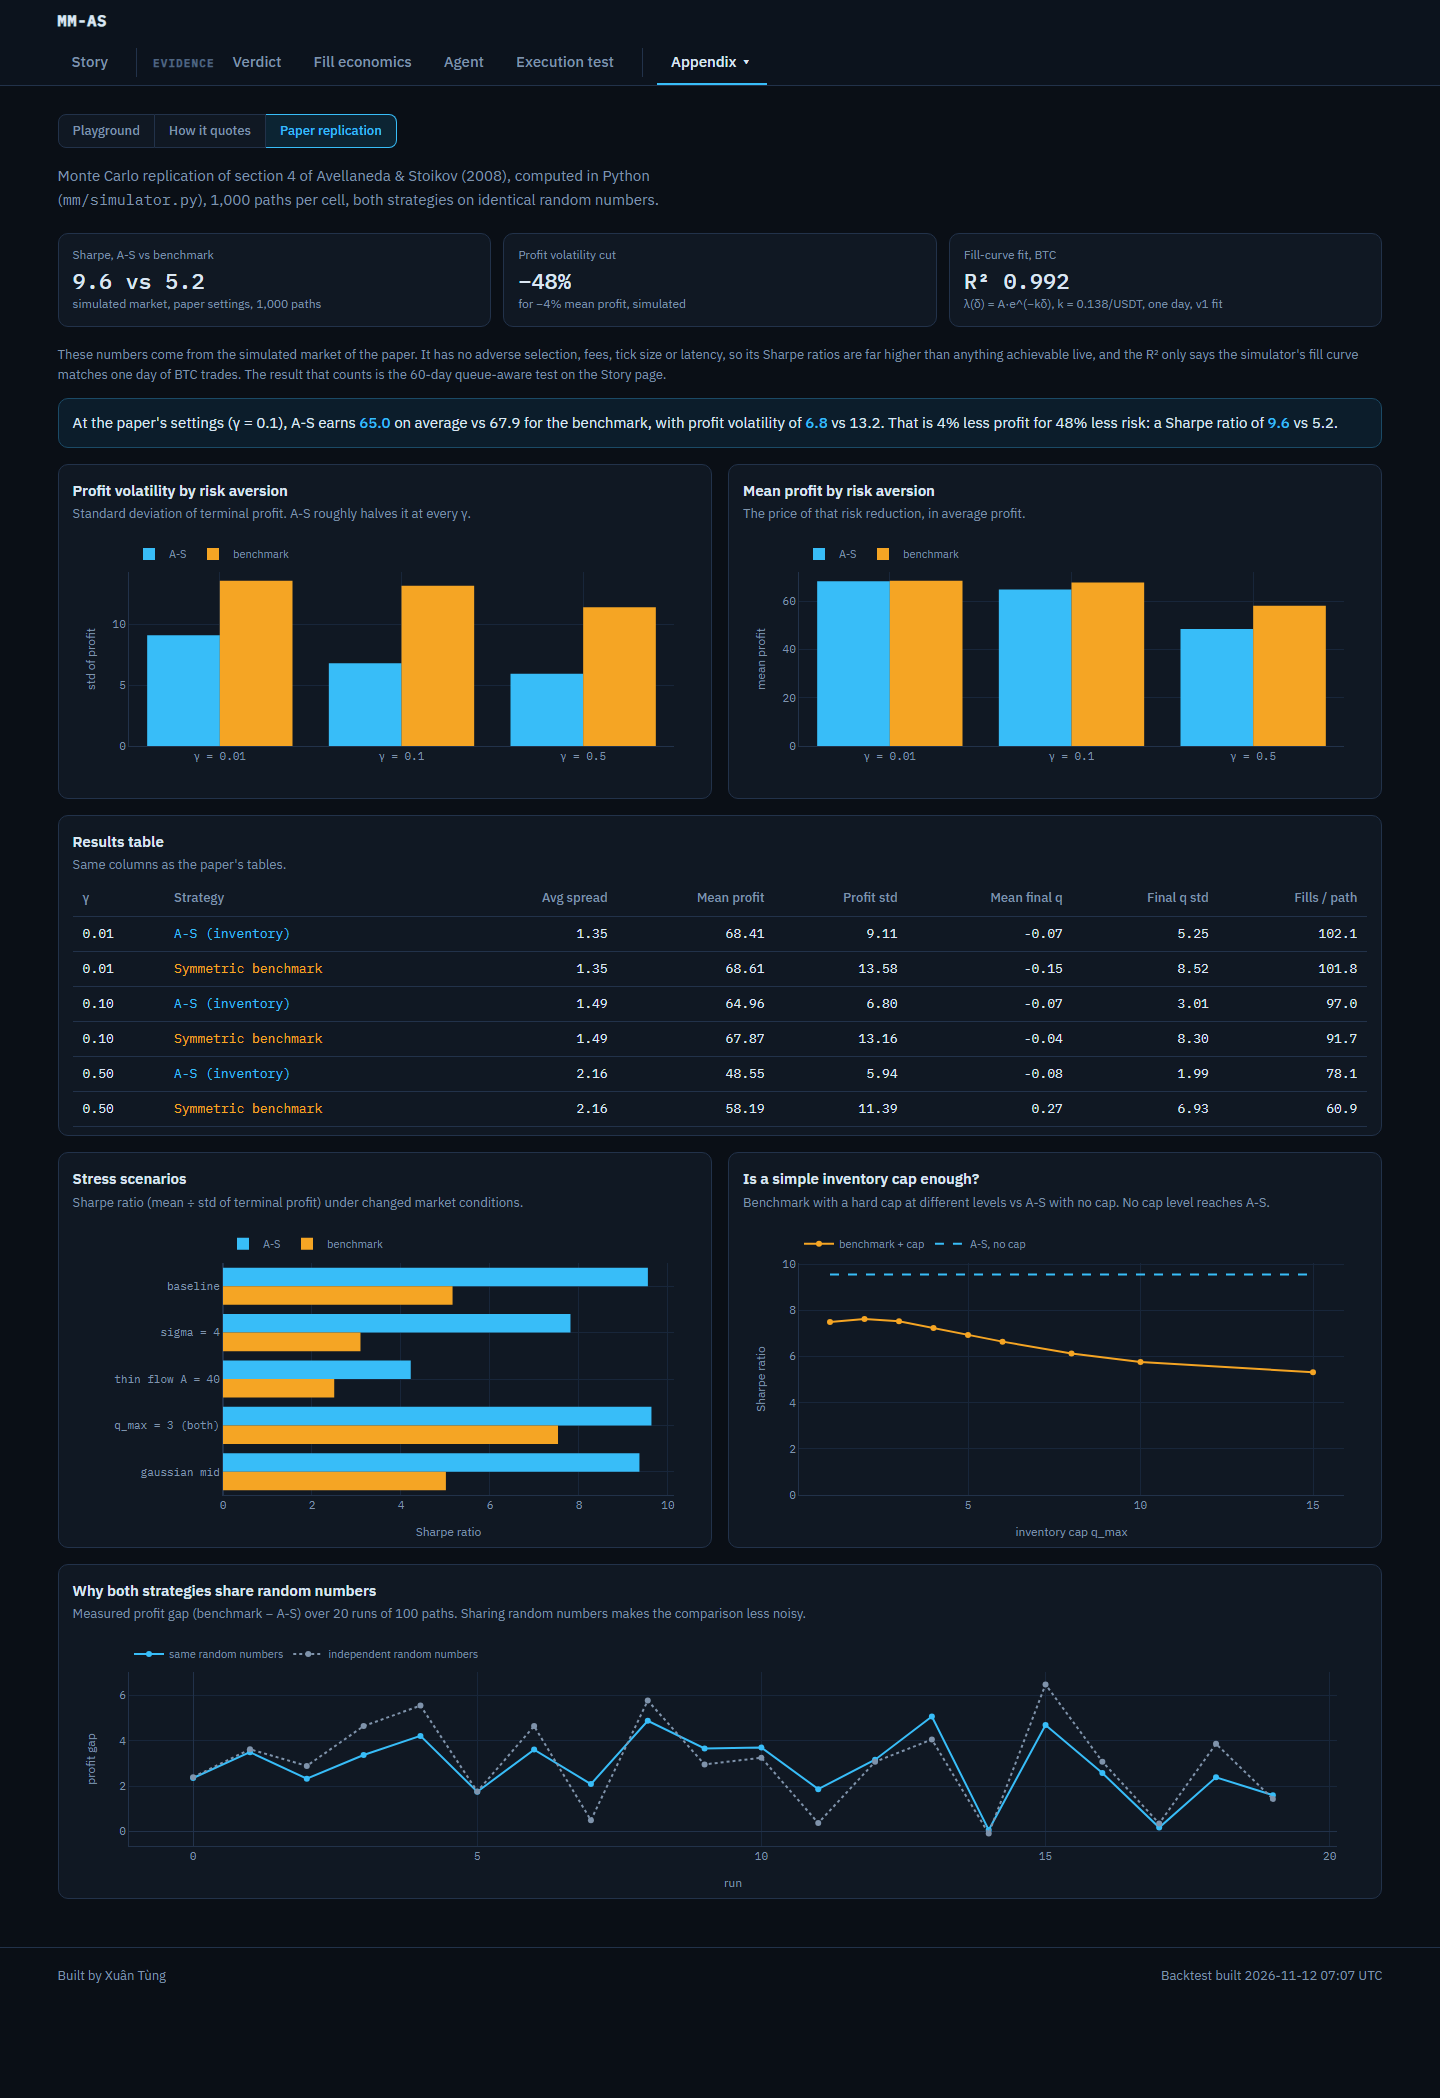 MM-AS
Story EVIDENCE Verdict Fill economics Agent Execution test Appendix ▾
Playground How it quotes Paper replication
Monte Carlo replication of section 4 of Avellaneda & Stoikov (2008), computed in Python
(mm/simulator.py), 1,000 paths per cell, both strategies on identical random numbers.
Sharpe, A-S vs benchmark
9.6 vs 5.2
simulated market, paper settings, 1,000 paths
Profit volatility cut
−48%
for −4% mean profit, simulated
Fill-curve fit, BTC
R² 0.992
λ(δ) = A·e^(−kδ), k = 0.138/USDT, one day, v1 fit
These numbers come from the simulated market of the paper. It has no adverse selection, fees, tick size or latency, so its Sharpe ratios are far higher than anything achievable live, and the R² only says the simulator's fill curve
matches one day of BTC trades. The result that counts is the 60-day queue-aware test on the Story page.
At the paper's settings (γ = 0.1), A-S earns 65.0 on average vs 67.9 for the benchmark, with profit volatility of 6.8 vs 13.2. That is 4% less profit for 48% less risk: a Sharpe ratio of 9.6 vs 5.2.
Profit volatility by risk aversion
Standard deviation of terminal profit. A-S roughly halves it at every γ.
A-S benchmark
std of profit
10
5
0
γ = 0.01 γ = 0.1 γ = 0.5
Mean profit by risk aversion
The price of that risk reduction, in average profit.
A-S benchmark
mean profit
60
40
20
0
γ = 0.01 γ = 0.1 γ = 0.5
Results table
Same columns as the paper's tables.
γ Strategy Avg spread Mean profit Profit std Mean final q Final q std Fills / path
0.01 A-S (inventory) 1.35 68.41 9.11 -0.07 5.25 102.1
0.01 Symmetric benchmark 1.35 68.61 13.58 -0.15 8.52 101.8
0.10 A-S (inventory) 1.49 64.96 6.80 -0.07 3.01 97.0
0.10 Symmetric benchmark 1.49 67.87 13.16 -0.04 8.30 91.7
0.50 A-S (inventory) 2.16 48.55 5.94 -0.08 1.99 78.1
0.50 Symmetric benchmark 2.16 58.19 11.39 0.27 6.93 60.9
Stress scenarios
Sharpe ratio (mean ÷ std of terminal profit) under changed market conditions.
A-S benchmark
baseline
sigma = 4
thin flow A = 40
q_max = 3 (both)
gaussian mid
0 2 4 6 8 10
Sharpe ratio
Is a simple inventory cap enough?
Benchmark with a hard cap at different levels vs A-S with no cap. No cap level reaches A-S.
benchmark + cap A-S, no cap
Sharpe ratio
10
8
6
4
2
0
5 10 15
inventory cap q_max
Why both strategies share random numbers
Measured profit gap (benchmark − A-S) over 20 runs of 100 paths. Sharing random numbers makes the comparison less noisy.
same random numbers independent random numbers
profit gap
6
4
2
0
0 5 10 15 20
run
Built by Xuân Tùng Backtest built 2026-11-12 07:07 UTC